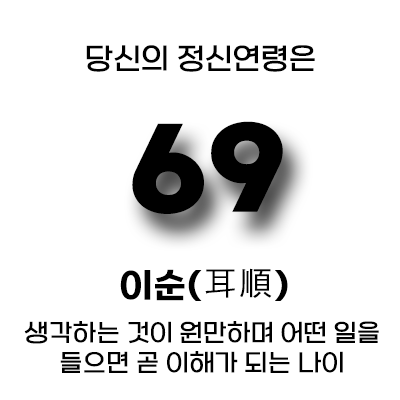 당신의 정신연령은
69
이순(耳順)
생각하는 것이 원만하며 어떤 일을
들으면 곧 이해가 되는 나이